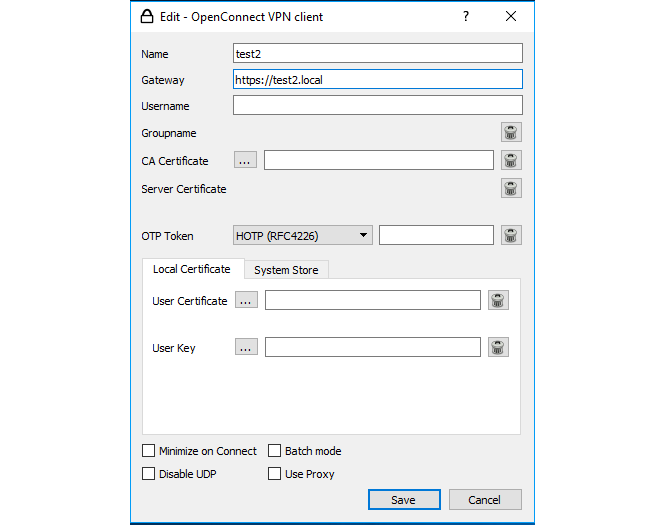 Edit - OpenConnect VPN client ?
Name test2
Gateway https://test2.local
Username
Groupname
CA Certificate ...
Server Certificate
OTP Token HOTP (RFC4226)
Local Certificate System Store
User Certificate ...
User Key ...
Minimize on Connect Batch mode
Disable UDP Use Proxy
Save Cancel